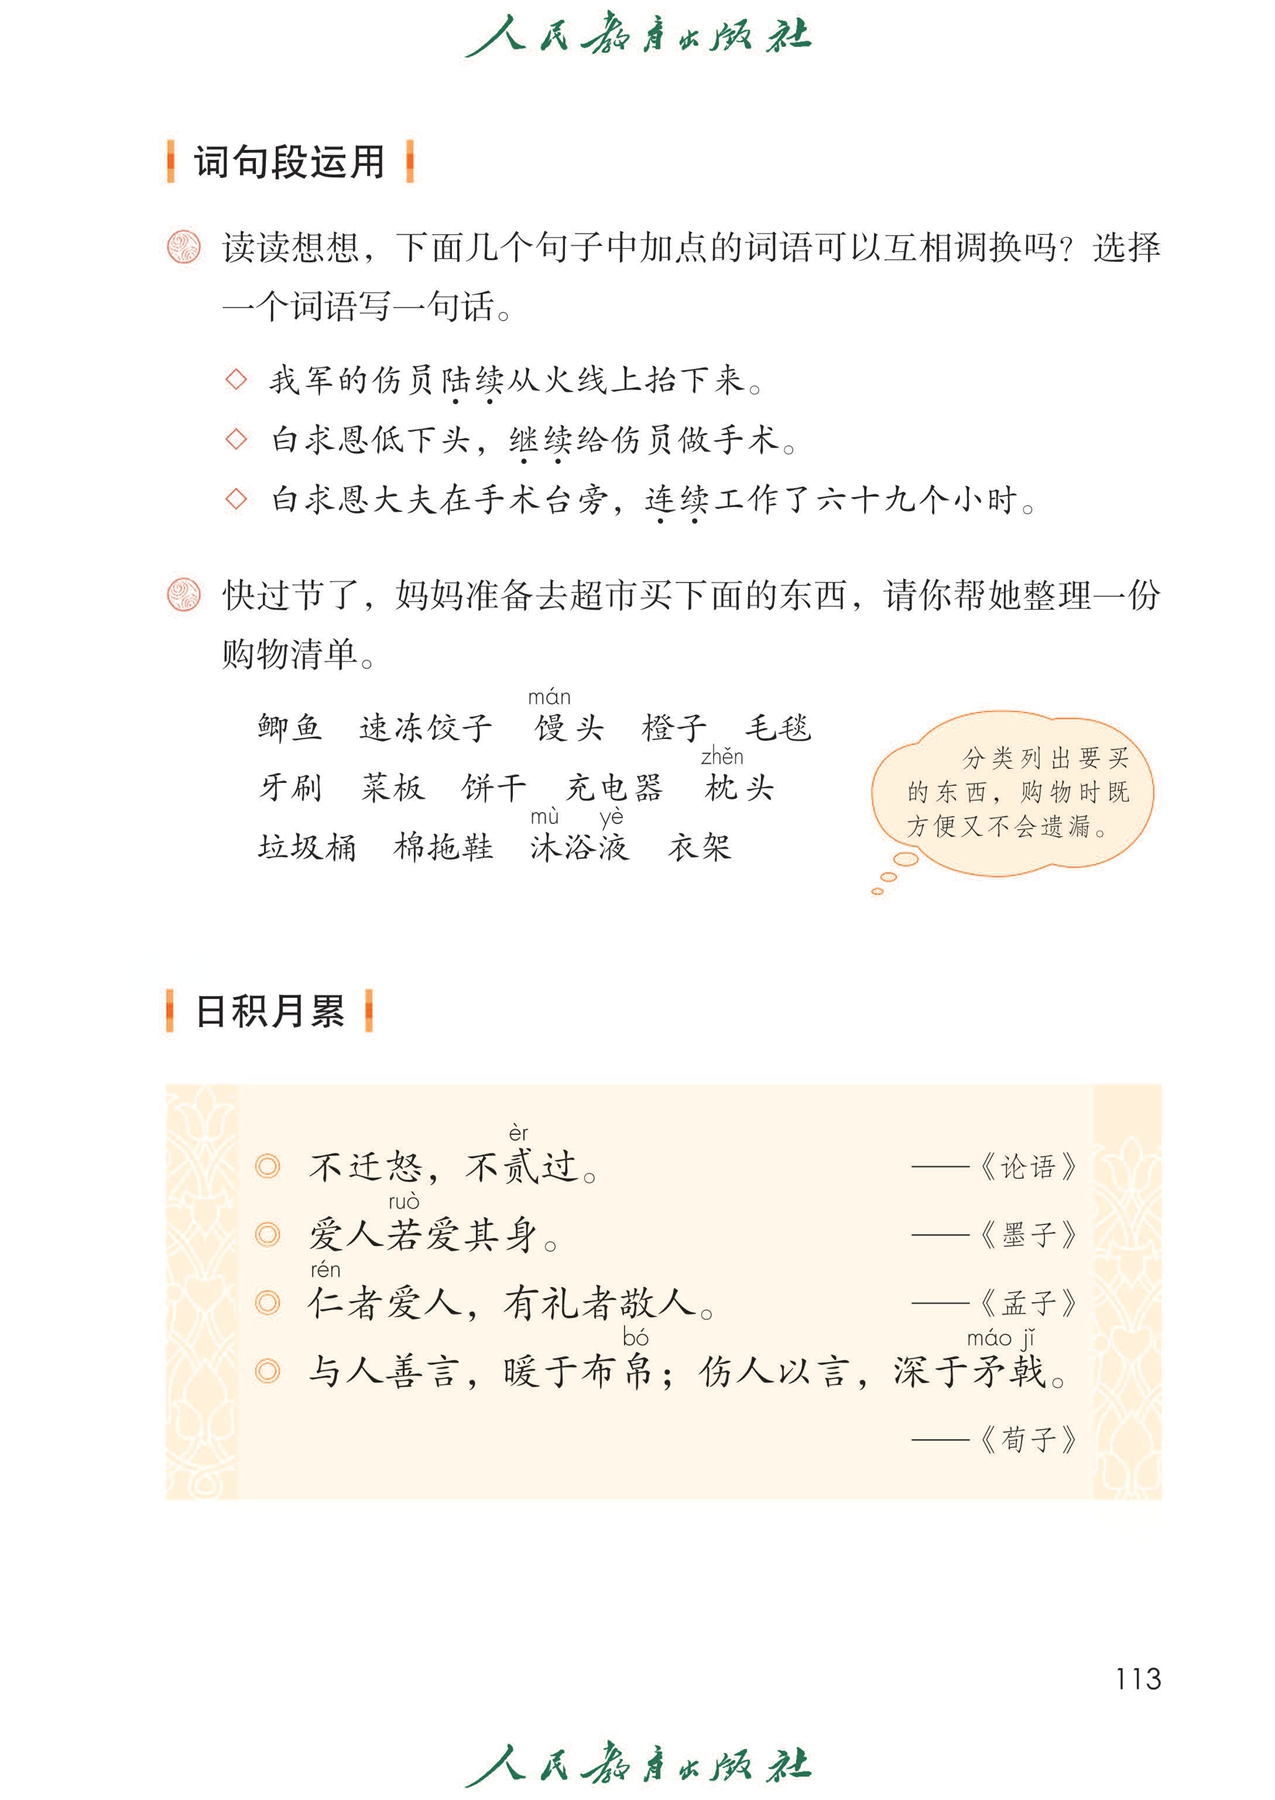 人民教育出版社
词句段运用
读读想想，下面几个句子中加点的词语可以互相调换吗？选择
一个词语写一句话。
我军的伤员陆续从火线上抬下来。
白求恩低下头，继续给伤员做手术。
白求恩大夫在手术台旁，连续工作了六十九个小时。
快过节了，妈妈准备去超市买下面的东西，请你帮她整理一份
购物清单。
mán
鲫鱼 速冻饺子 馒头 橙子 毛毯
zhěn
牙刷 菜板 饼干 充电器 枕头
mù yè
垃圾桶 棉拖鞋 沐浴液 衣架
分类列出要买
的东西，购物时既
方便又不会遗漏。
日积月累
èr
不迁怒，不贰过。 ——《论语》
ruò
爱人若爱其身。 ——《墨子》
rén
仁者爱人，有礼者敬人。 ——《孟子》
bó máo jǐ
与人善言，暖于布帛；伤人以言，深于矛戟。
——《荀子》
113
人民教育出版社